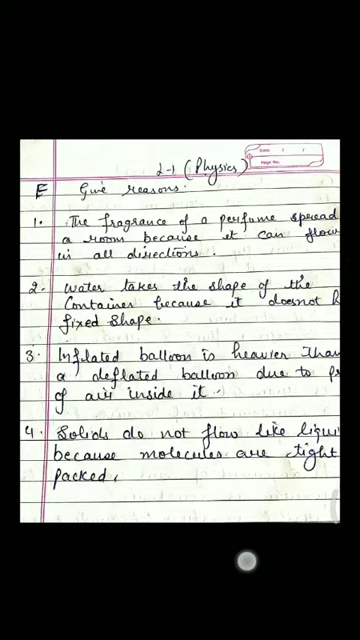 Date / /
Page No.
2-1 (Physics)
E Give reasons.
1. The fragrance of a perfume spread
a room because it can flow
in all directions.
2. Water takes the shape of the
Container because it doesnot h
fixed shape.
3. Inflated balloon is heavier than
a deflated balloon due to pr
of air inside it.
4. Solids do not flow like liqui
because molecules are tight
packed,